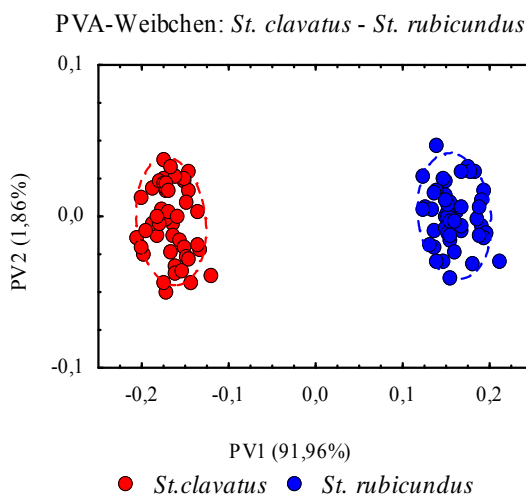 PVA-Weibchen: St. clavatus - St. rubicundus
0,1
0,0
-0,1
PV2 (1,86%)
-0,2 -0,1 0,0 0,1 0,2
PV1 (91,96%)
St.clavatus St. rubicundus